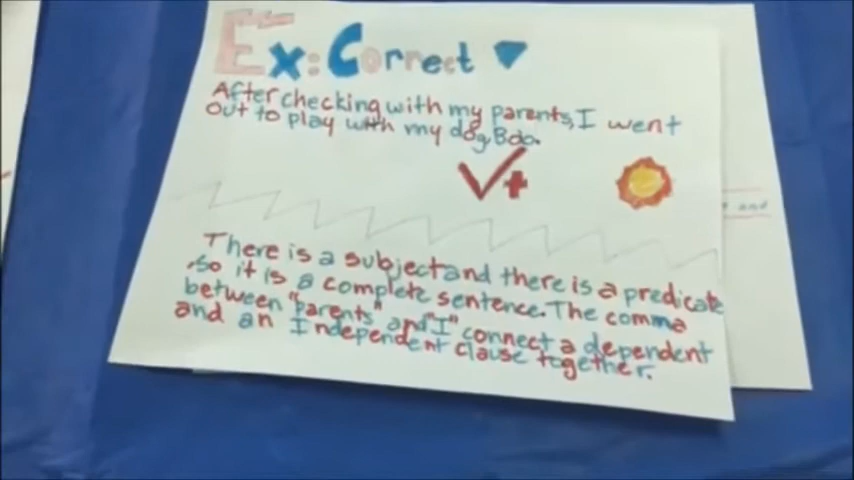 Ex: Correct
After checking with my parents, I went
out to play with my dog, Boo.
There is a subject and there is a predicate
,so it is a complete sentence. The comma
between "parents" and "I" connect a dependent
and an Independent clause together.
and